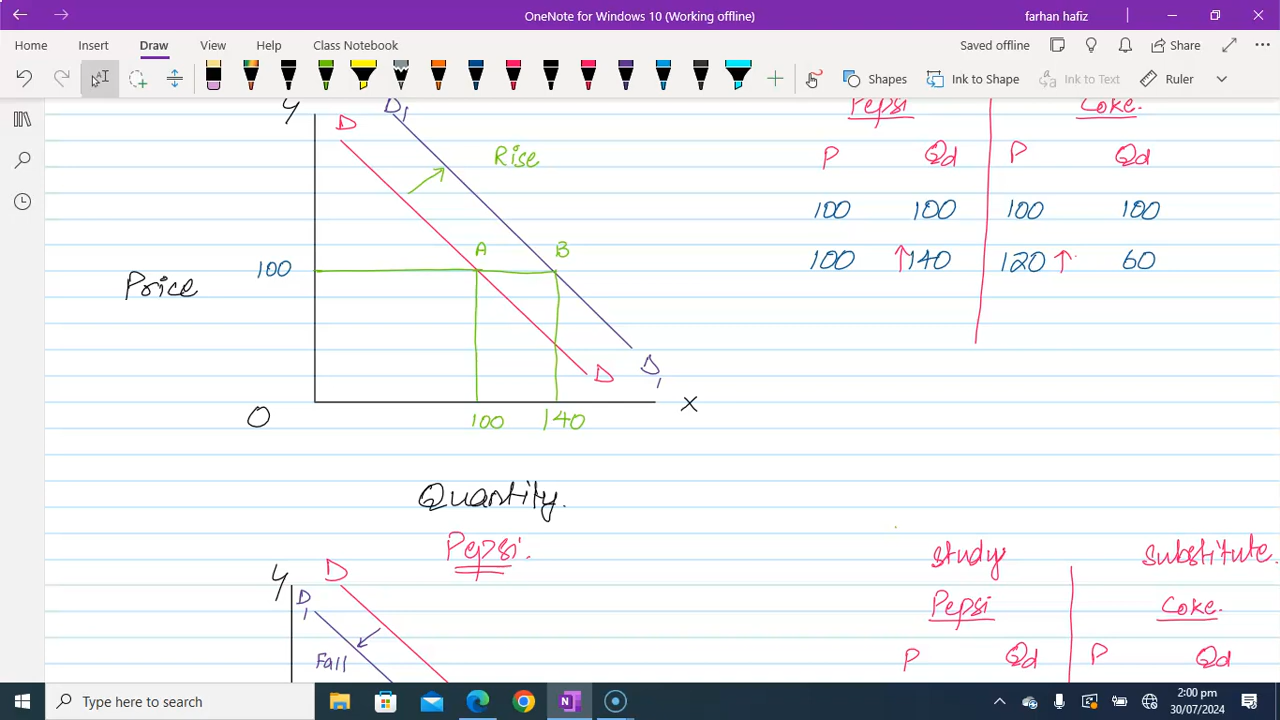 OneNote for Windows 10 (Working offline)
farhan hafiz
Home Insert Draw View Help Class Notebook
Saved offline
Share
Shapes Ink to Shape Ink to Text Ruler
y D D1 Pepsi Coke.
Rise P Qd P Qd
100 100 100 100
A B
100 100 ↑140 120↑ 60
Price
D D1
O X
100 140
Quantity.
Pepsi. study substitute.
y D Pepsi Coke.
D1
Fall P Qd P Qd
Type here to search
2:00 pm
30/07/2024